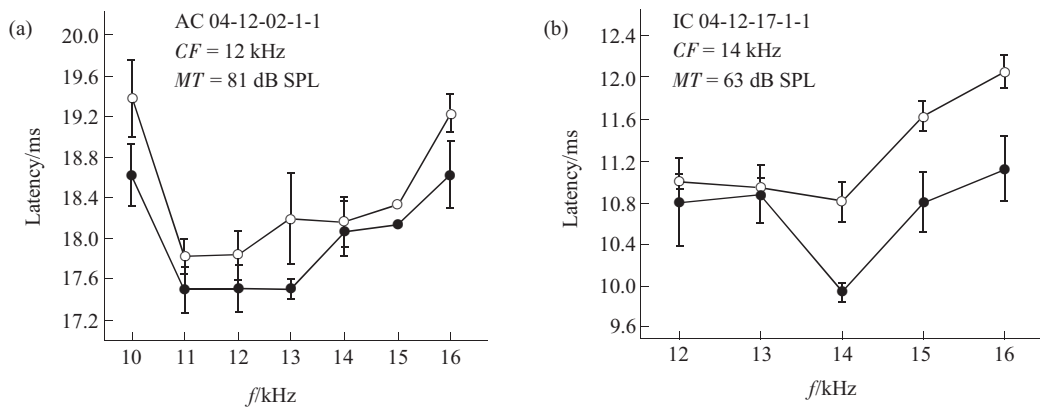 (a)
AC 04-12-02-1-1
CF = 12 kHz
MT = 81 dB SPL
Latency/ms
20.0
19.6
19.2
18.8
18.4
18.0
17.6
17.2
10 11 12 13 14 15 16
f/kHz
(b)
IC 04-12-17-1-1
CF = 14 kHz
MT = 63 dB SPL
Latency/ms
12.4
12.0
11.6
11.2
10.8
10.4
10.0
9.6
12 13 14 15 16
f/kHz